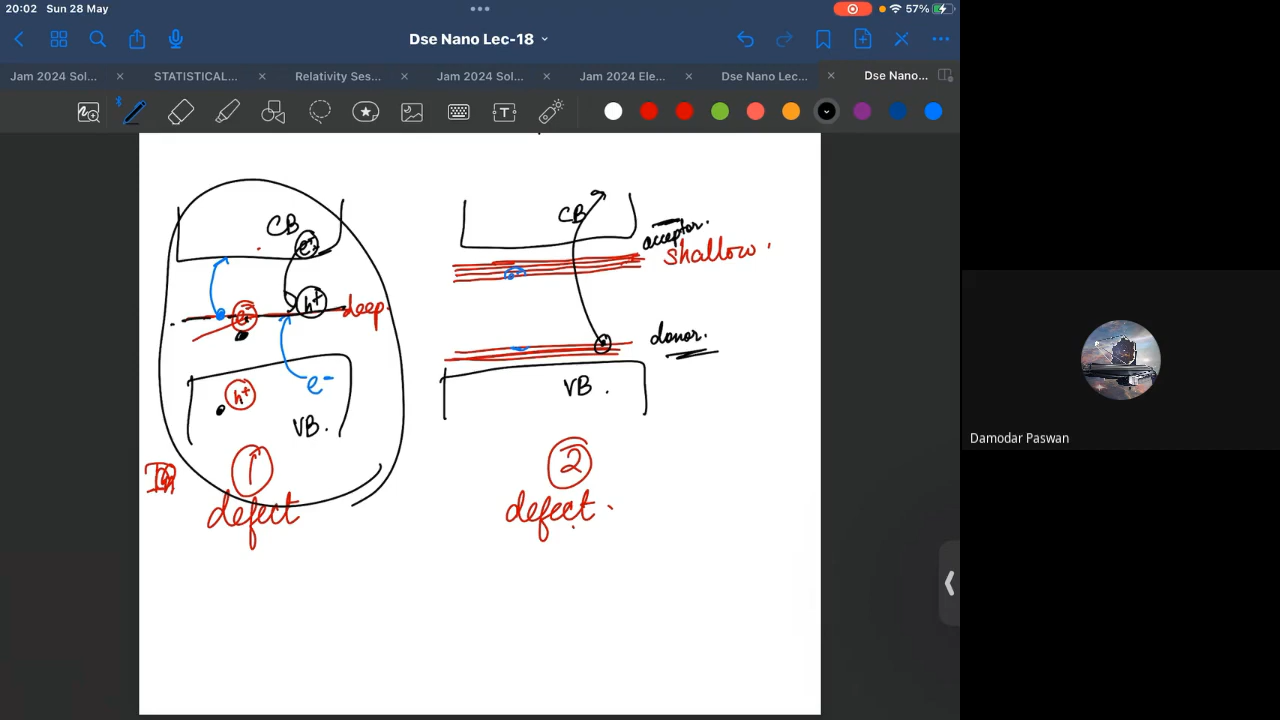 20:02 Sun 28 May
57%
Dse Nano Lec-18
Jam 2024 Sol...
STATISTICAL...
Relativity Ses...
Jam 2024 Sol...
Jam 2024 Ele...
Dse Nano Lec...
Dse Nano...
T
CB
e-
h+
e-
deep.
h+
e-
VB.
1
defect
CB
acceptor.
shallow.
donor.
VB.
2
defect.
Damodar Paswan